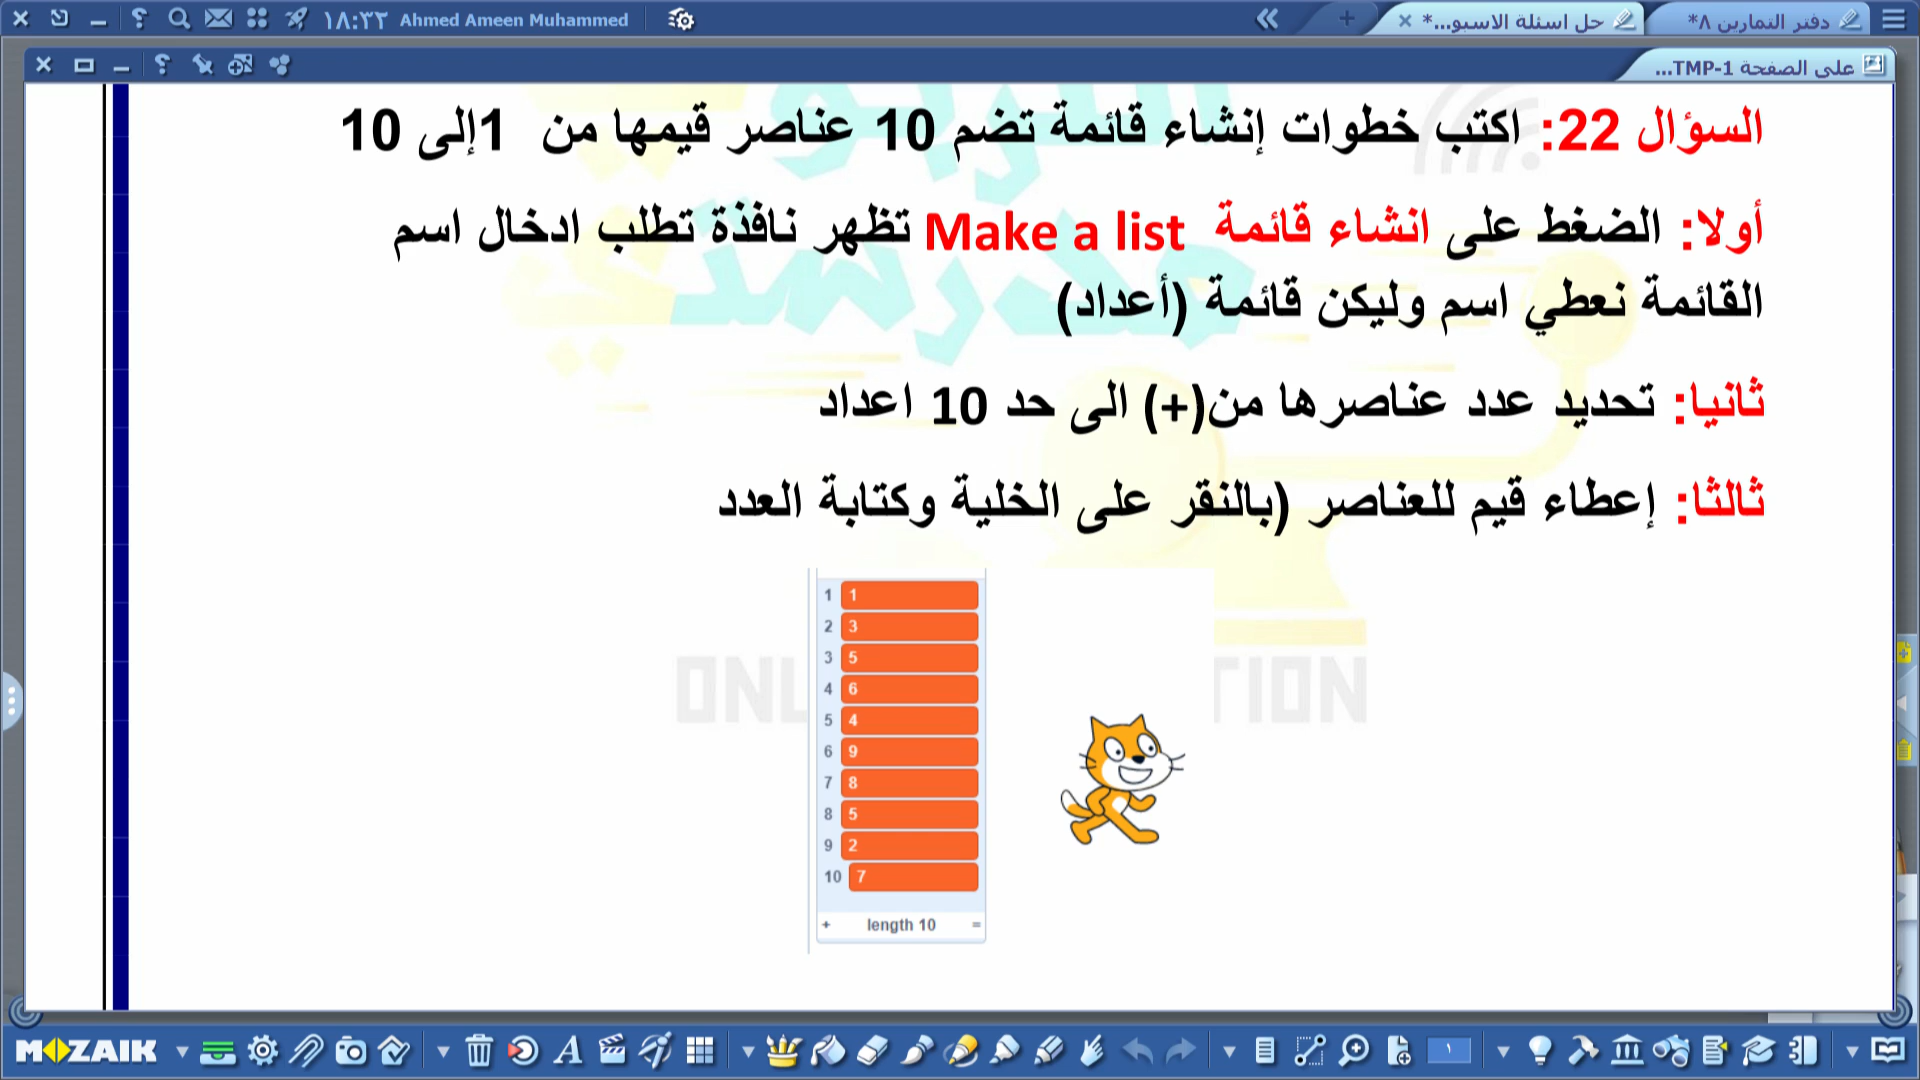 ١٨:٣٢ Ahmed Ameen Muhammed
حل اسئلة الاسبو...*
دفتر التمارين ٨*
على الصفحة TMP-1...
السؤال 22: اكتب خطوات إنشاء قائمة تضم 10 عناصر قيمها من 1إلى 10
أولا: الضغط على انشاء قائمة Make a list تظهر نافذة تطلب ادخال اسم
القائمة نعطي اسم وليكن قائمة (أعداد)
ثانيا: تحديد عدد عناصرها من(+) الى حد 10 اعداد
ثالثا: إعطاء قيم للعناصر (بالنقر على الخلية وكتابة العدد
1 1
2 3
3 5
4 6
5 4
6 9
7 8
8 5
9 2
10 7
+ length 10 =
MOZAIK
١